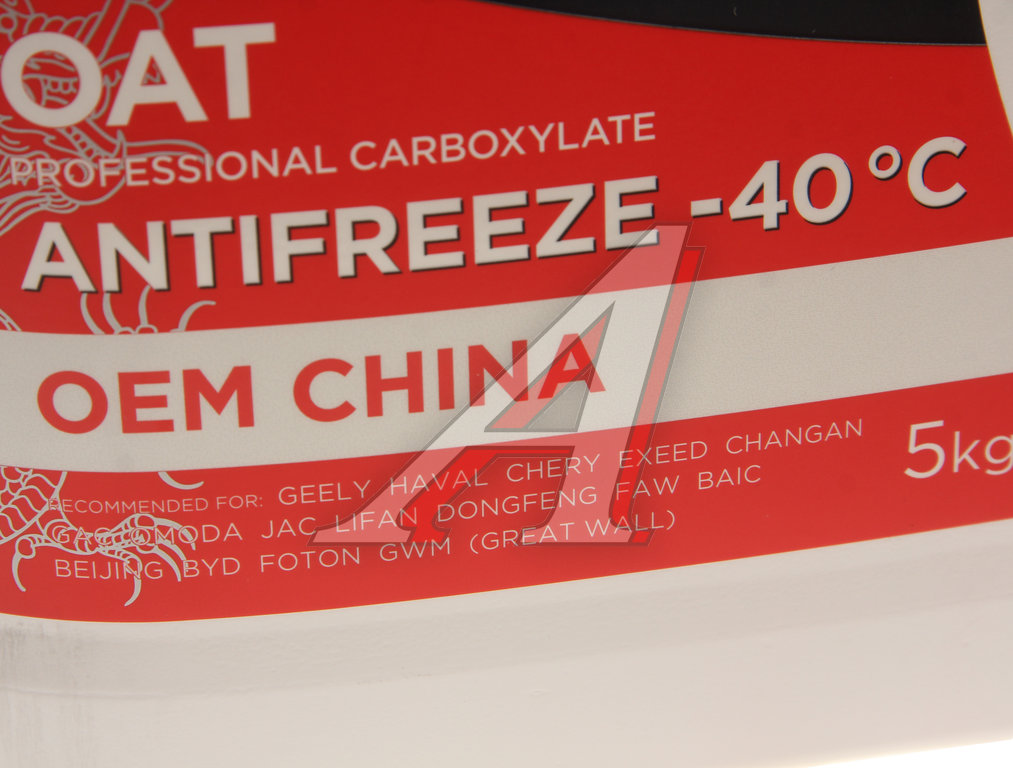 OAT
PROFESSIONAL CARBOXYLATE
ANTIFREEZE -40 °C
OEM CHINA
RECOMMENDED FOR: GEELY HAVAL CHERY EXEED CHANGAN
GAC OMODA JAC LIFAN DONGFENG FAW BAIC
BEIJING BYD FOTON GWM (GREAT WALL)
5kg